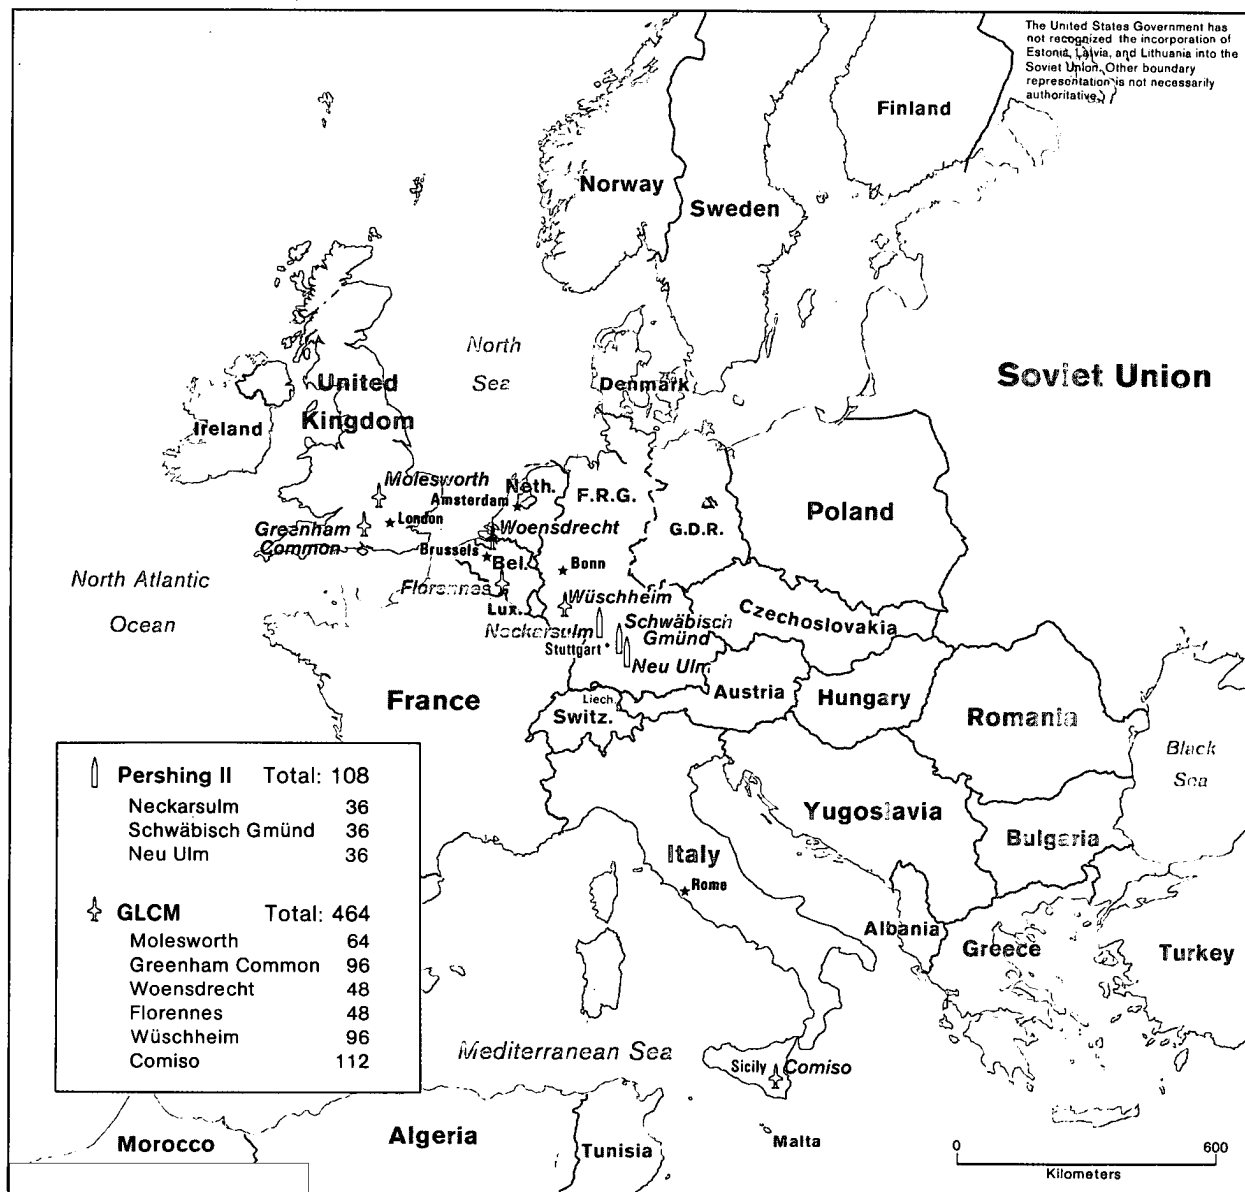 The United States Government has
not recognized the incorporation of
Estonia, Latvia, and Lithuania into the
Soviet Union. Other boundary
representation is not necessarily
authoritative.
Finland
Norway
Sweden
North
Sea
Denmark
Soviet Union
United
Kingdom
Ireland
Molesworth
Amsterdam
Neth.
F.R.G.
Poland
London
Greenham
Common
Woensdrecht
G.D.R.
Brussels
Bel.
Bonn
North Atlantic
Ocean
Florennes
Lux.
Wüschheim
Czechoslovakia
Neckarsulm
Schwäbisch
Gmünd
Stuttgart
Neu Ulm
France
Liech.
Switz.
Austria
Hungary
Romania
Black
Sea
Yugoslavia
Bulgaria
Italy
Rome
Albania
Greece
Turkey
Pershing II Total: 108
Neckarsulm 36
Schwäbisch Gmünd 36
Neu Ulm 36
GLCM Total: 464
Molesworth 64
Greenham Common 96
Woensdrecht 48
Florennes 48
Wüschheim 96
Comiso 112
Mediterranean Sea
Sicily
Comiso
Morocco
Algeria
Tunisia
Malta
0 600
Kilometers